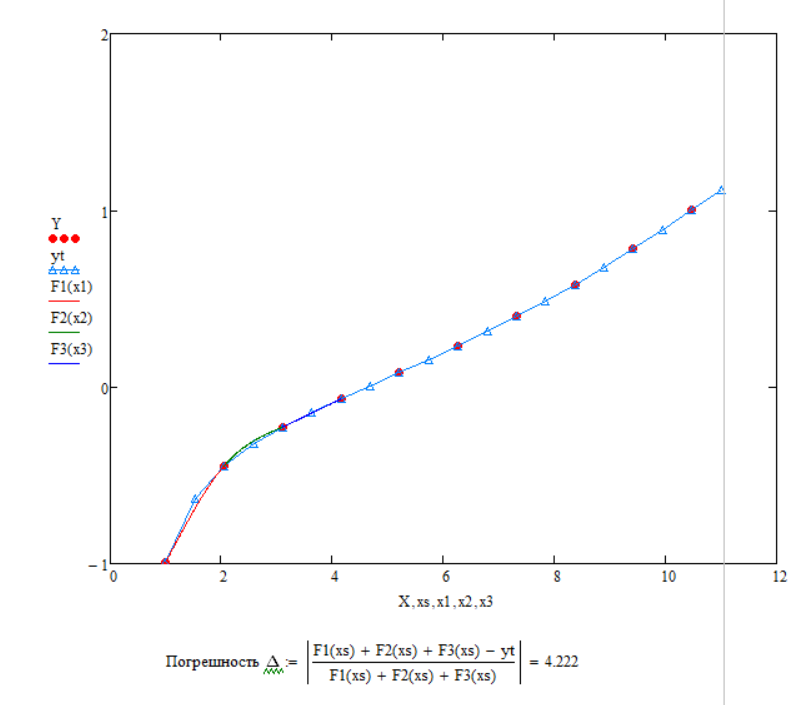 2
1
0
−1
Y
yt
F1(x1)
F2(x2)
F3(x3)
0 2 4 6 8 10 12
X,xs,x1,x2,x3
Погрешность Δ := |(F1(xs) + F2(xs) + F3(xs) − yt) / (F1(xs) + F2(xs) + F3(xs))| = 4.222